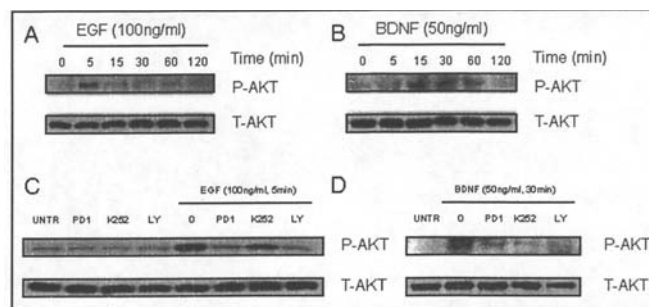 A
EGF (100ng/ml)
Time (min)
0 5 15 30 60 120
P-AKT
T-AKT
B
BDNF (50ng/ml)
Time (min)
0 5 15 30 60 120
P-AKT
T-AKT
C
EGF (100ng/ml, 5min)
UNTR PD1 K252 LY 0 PD1 K252 LY
P-AKT
T-AKT
D
BDNF (50ng/ml, 30min)
UNTR 0 PD1 K252 LY
P-AKT
T-AKT